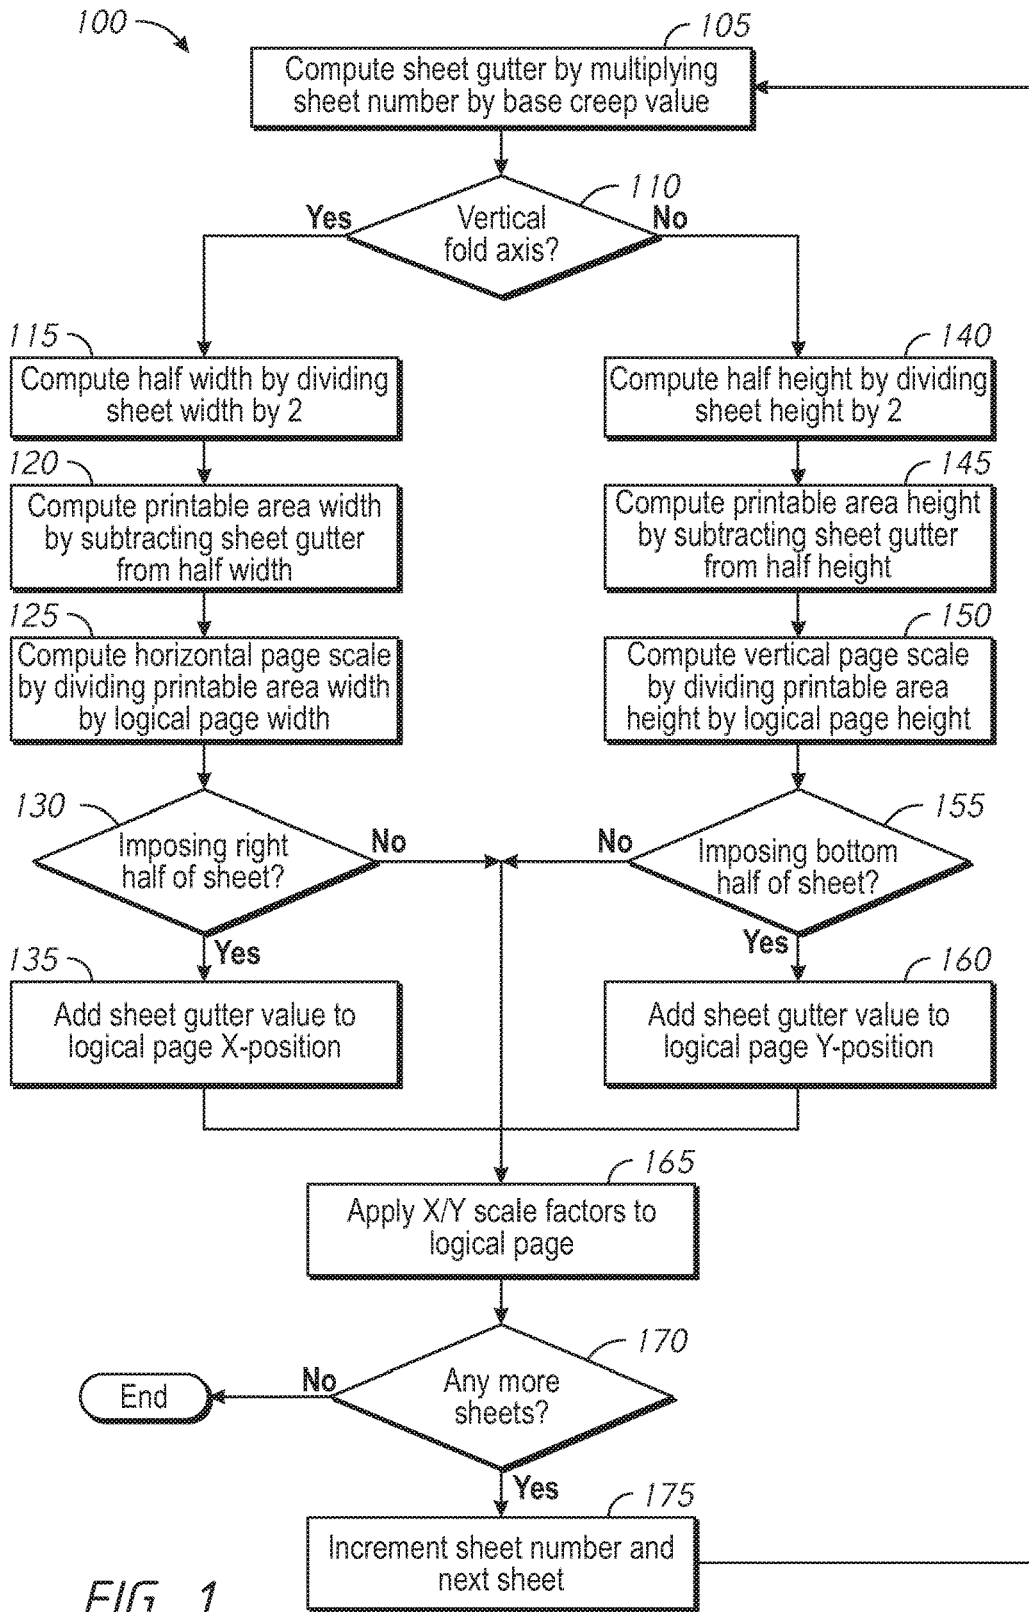 100
105
Compute sheet gutter by multiplying
sheet number by base creep value
110
Yes
Vertical
fold axis?
No
115
Compute half width by dividing
sheet width by 2
140
Compute half height by dividing
sheet height by 2
120
Compute printable area width
by subtracting sheet gutter
from half width
145
Compute printable area height
by subtracting sheet gutter
from half height
125
Compute horizontal page scale
by dividing printable area width
by logical page width
150
Compute vertical page scale
by dividing printable area
height by logical page height
130
Imposing right
half of sheet?
No
155
No
Imposing bottom
half of sheet?
Yes
Yes
135
Add sheet gutter value to
logical page X-position
160
Add sheet gutter value to
logical page Y-position
165
Apply X/Y scale factors to
logical page
170
Any more
sheets?
No
End
Yes
175
Increment sheet number and
next sheet
FIG. 1